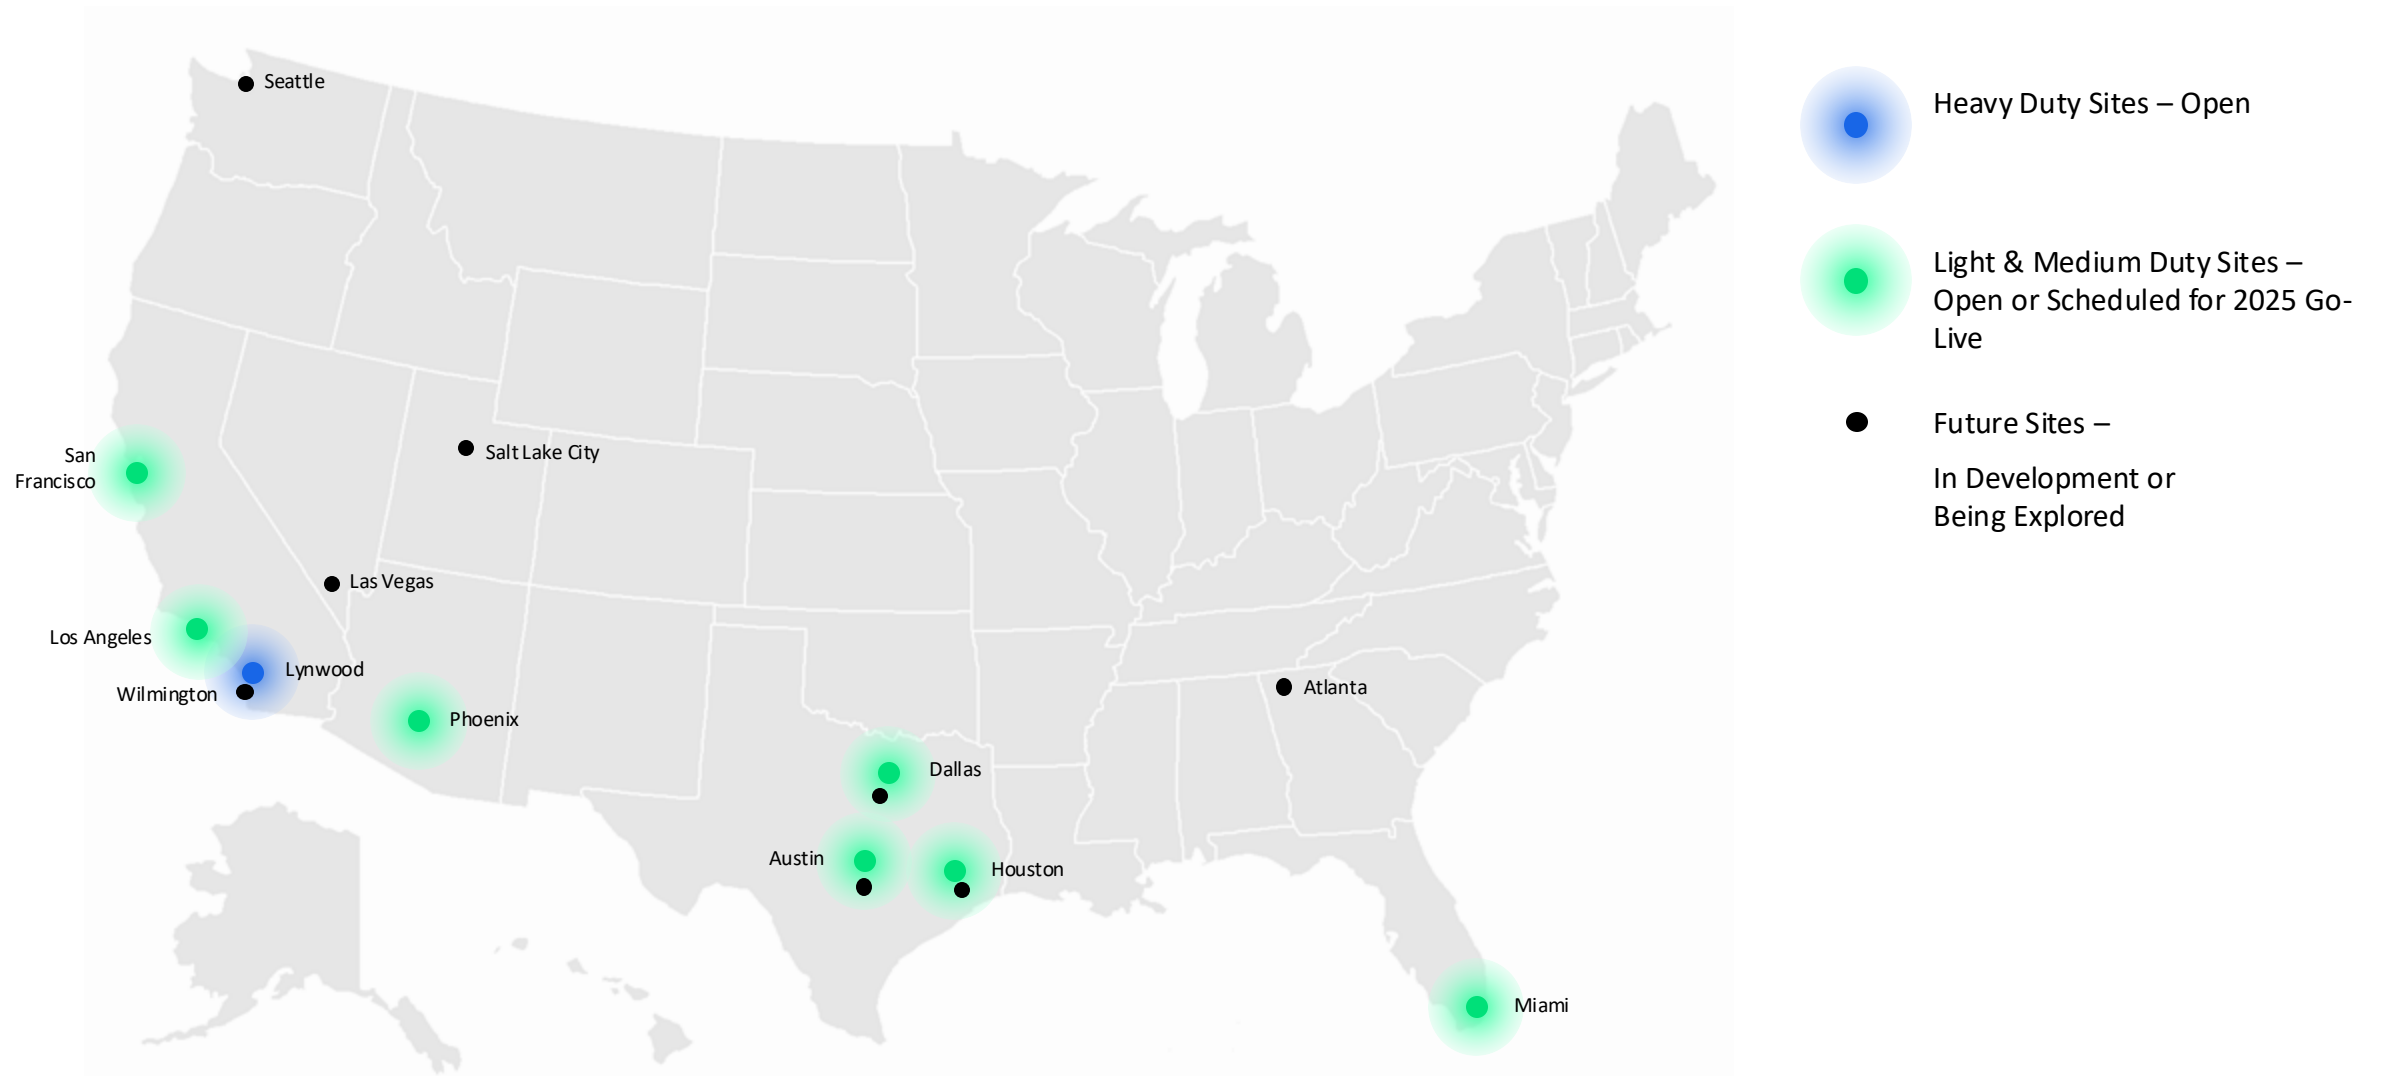 Seattle
Salt Lake City
San
Francisco
Las Vegas
Los Angeles
Lynwood
Wilmington
Phoenix
Atlanta
Dallas
Austin
Houston
Miami
Heavy Duty Sites – Open
Light & Medium Duty Sites –
Open or Scheduled for 2025 Go-
Live
Future Sites –
In Development or
Being Explored